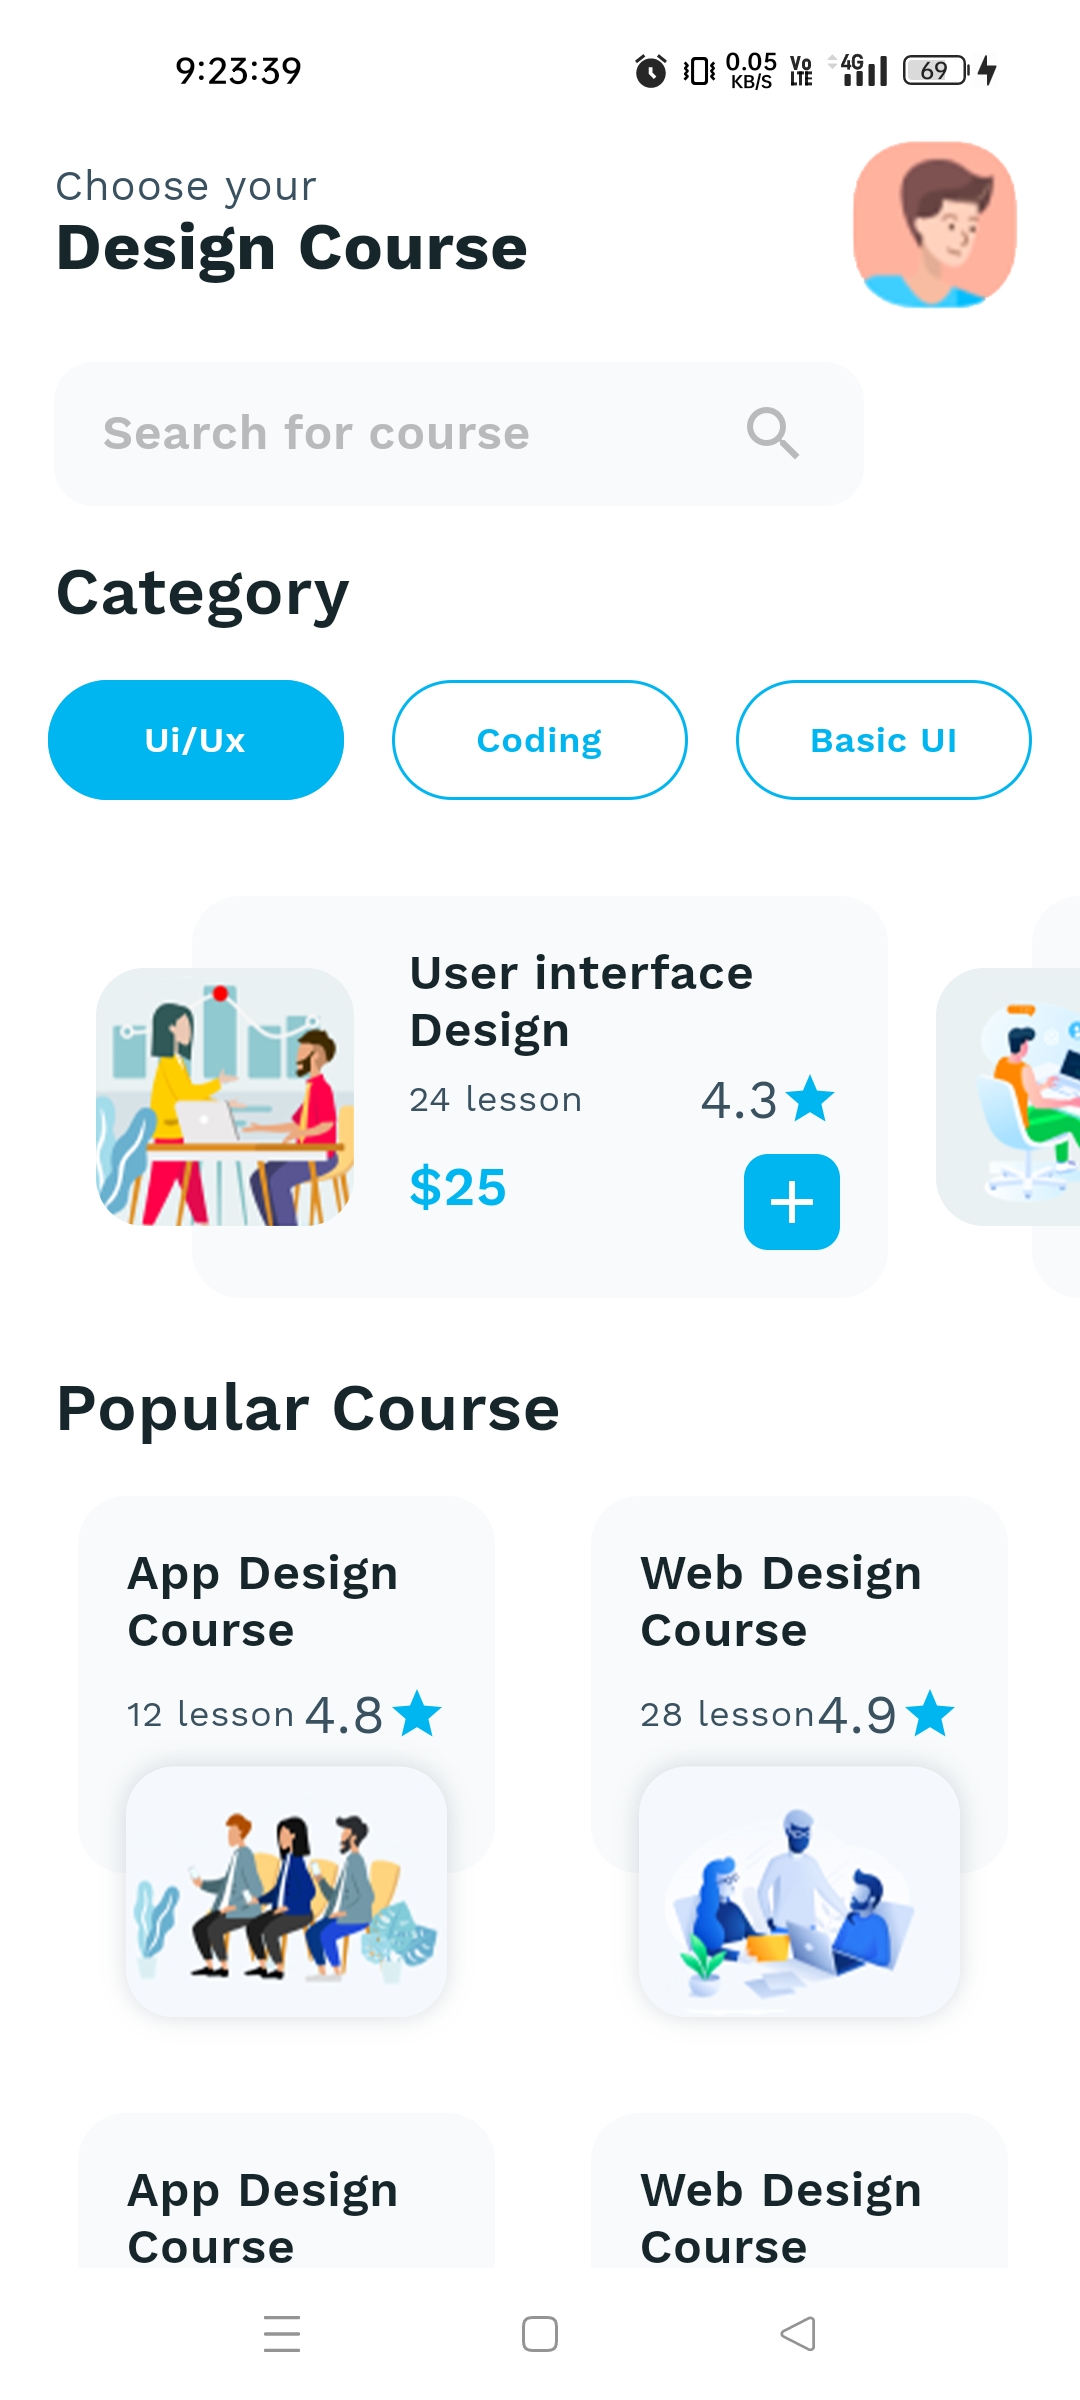 9:23:39
0.05
KB/S
Vo
LTE
4G
69
Choose your
Design Course
Search for course
Category
Ui/Ux
Coding
Basic UI
User interface
Design
24 lesson
4.3
$25
Popular Course
App Design
Course
12 lesson 4.8
Web Design
Course
28 lesson 4.9
App Design
Course
Web Design
Course